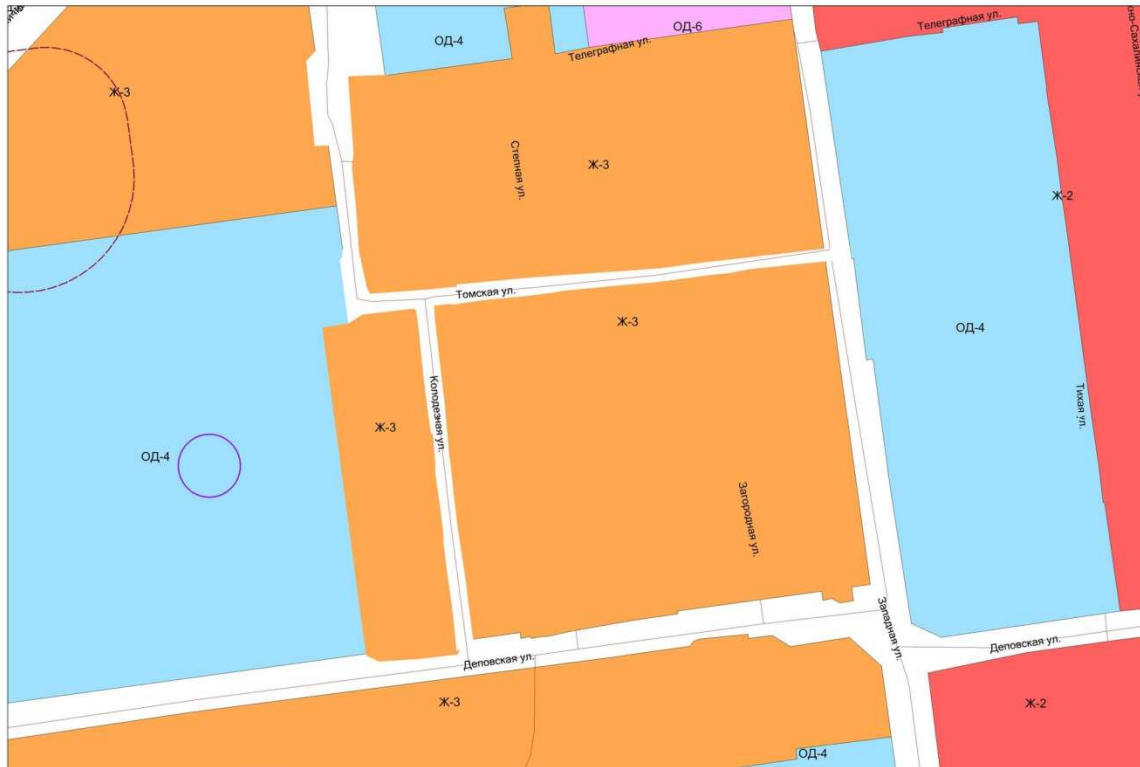 ОД-4
ОД-6
Телеграфная ул.
Телеграфная ул.
Ж-3
Степная ул.
Ж-3
Ж-2
Томская ул.
Ж-3
ОД-4
Колодезная ул.
Ж-3
Тихая ул.
ОД-4
Загородная ул.
Западная ул.
Деповская ул.
Деповская ул.
Ж-3
Ж-2
ОД-4